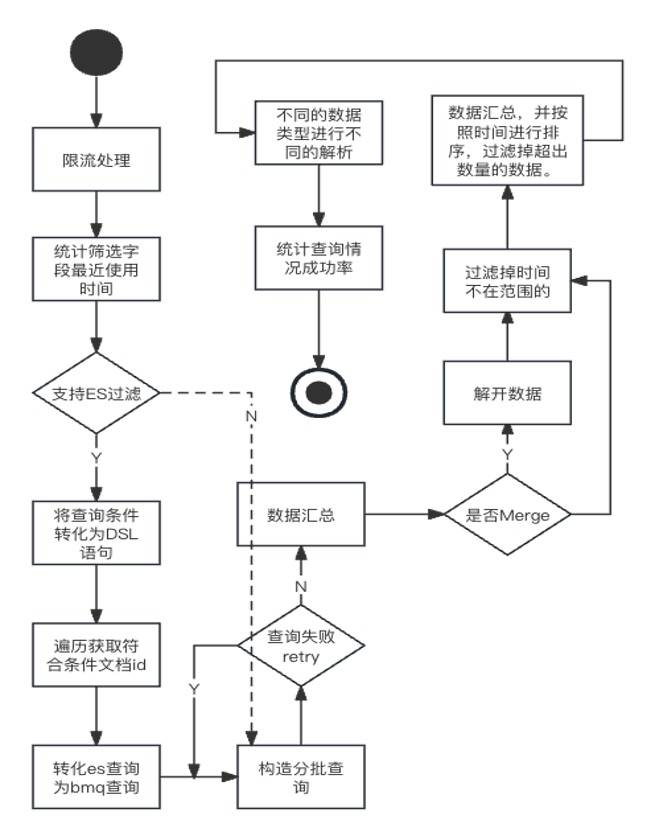 限流处理
统计筛选字
段最近使用
时间
支持ES过滤
N
Y
将查询条件
转化为DSL
语句
遍历获取符
合条件文档id
转化es查询
为bmq查询
构造分批查
询
查询失败
retry
Y
N
数据汇总
是否Merge
Y
解开数据
过滤掉时间
不在范围的
数据汇总，并按
照时间进行排
序，过滤掉超出
数量的数据。
不同的数据
类型进行不
同的解析
统计查询情
况成功率